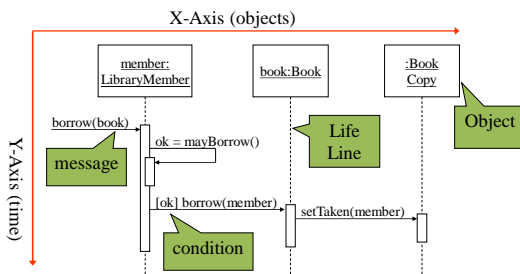 X-Axis (objects)
member:
LibraryMember
book:Book
:Book
Copy
Object
borrow(book)
message
ok = mayBorrow()
Life
Line
Y-Axis (time)
[ok] borrow(member)
setTaken(member)
condition